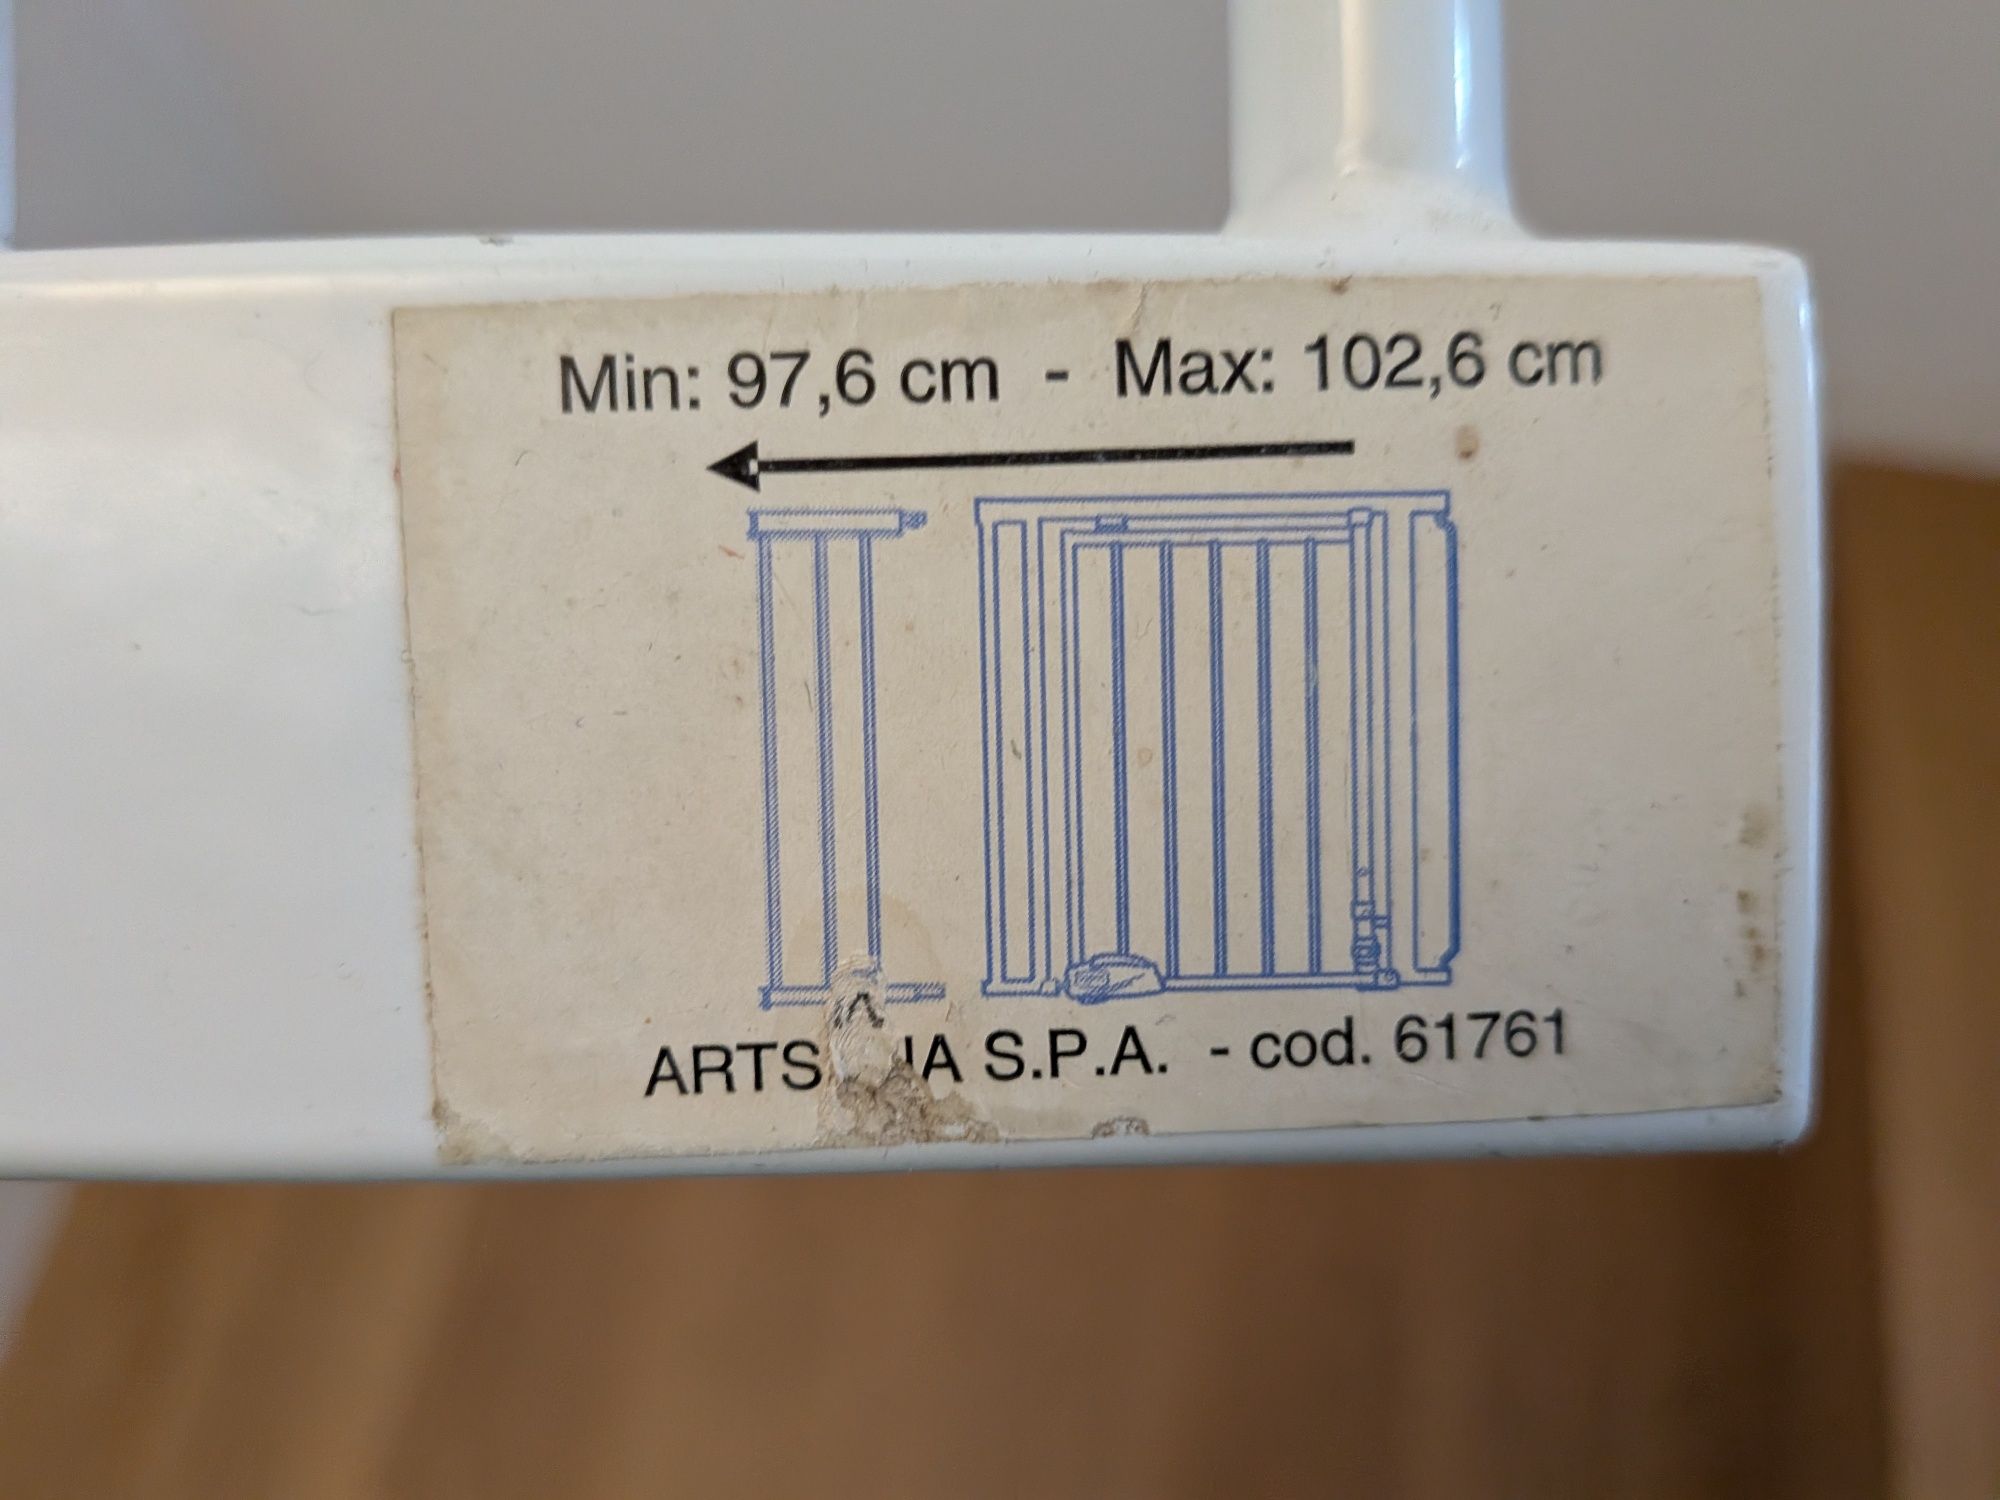 Min: 97,6 cm - Max: 102,6 cm
S.P.A. - cod. 61761